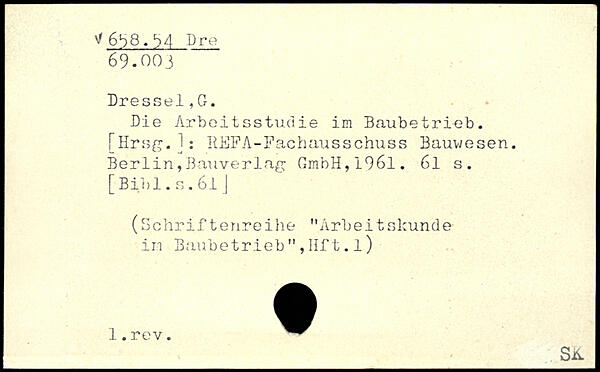 √ 658.54 Dre
69.003
Dressel,G.
Die Arbeitsstudie im Baubetrieb.
[Hrsg.]: REFA-Fachausschuss Bauwesen.
Berlin,Bauverlag GmbH,1961. 61 s.
[Bibl.s.61]
(Schriftenreihe "Arbeitskunde
im Baubetrieb",Hft.1)
1.rev.
SK